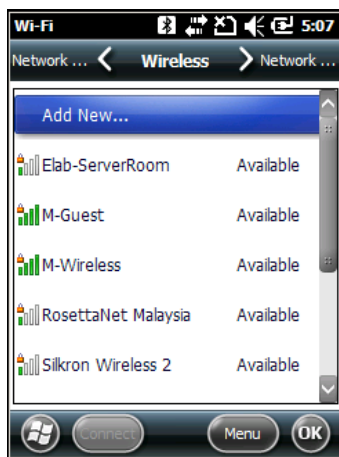 Wi-Fi 5:07
Network ... Wireless Network ...
Add New...
Elab-ServerRoom Available
M-Guest Available
M-Wireless Available
RosettaNet Malaysia Available
Silkron Wireless 2 Available
Connect Menu OK